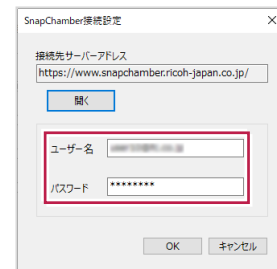 SnapChamber接続設定
接続先サーバーアドレス
https://www.snapchamber.ricoh-japan.co.jp/
開く
ユーザー名
パスワード ********
OK キャンセル